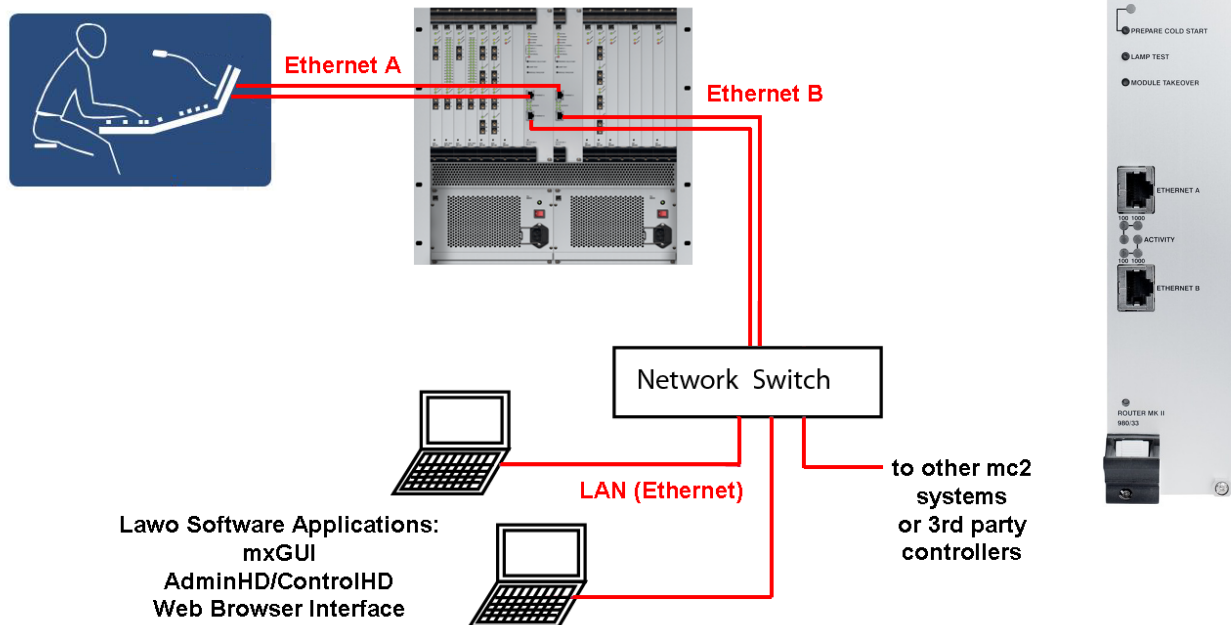 Ethernet A
Ethernet B
Network Switch
LAN (Ethernet)
to other mc2
systems
or 3rd party
controllers
Lawo Software Applications:
mxGUI
AdminHD/ControlHD
Web Browser Interface
PREPARE COLD START
LAMP TEST
MODULE TAKEOVER
ETHERNET A
100 1000
ACTIVITY
100 1000
ETHERNET B
ROUTER MK II
980/33